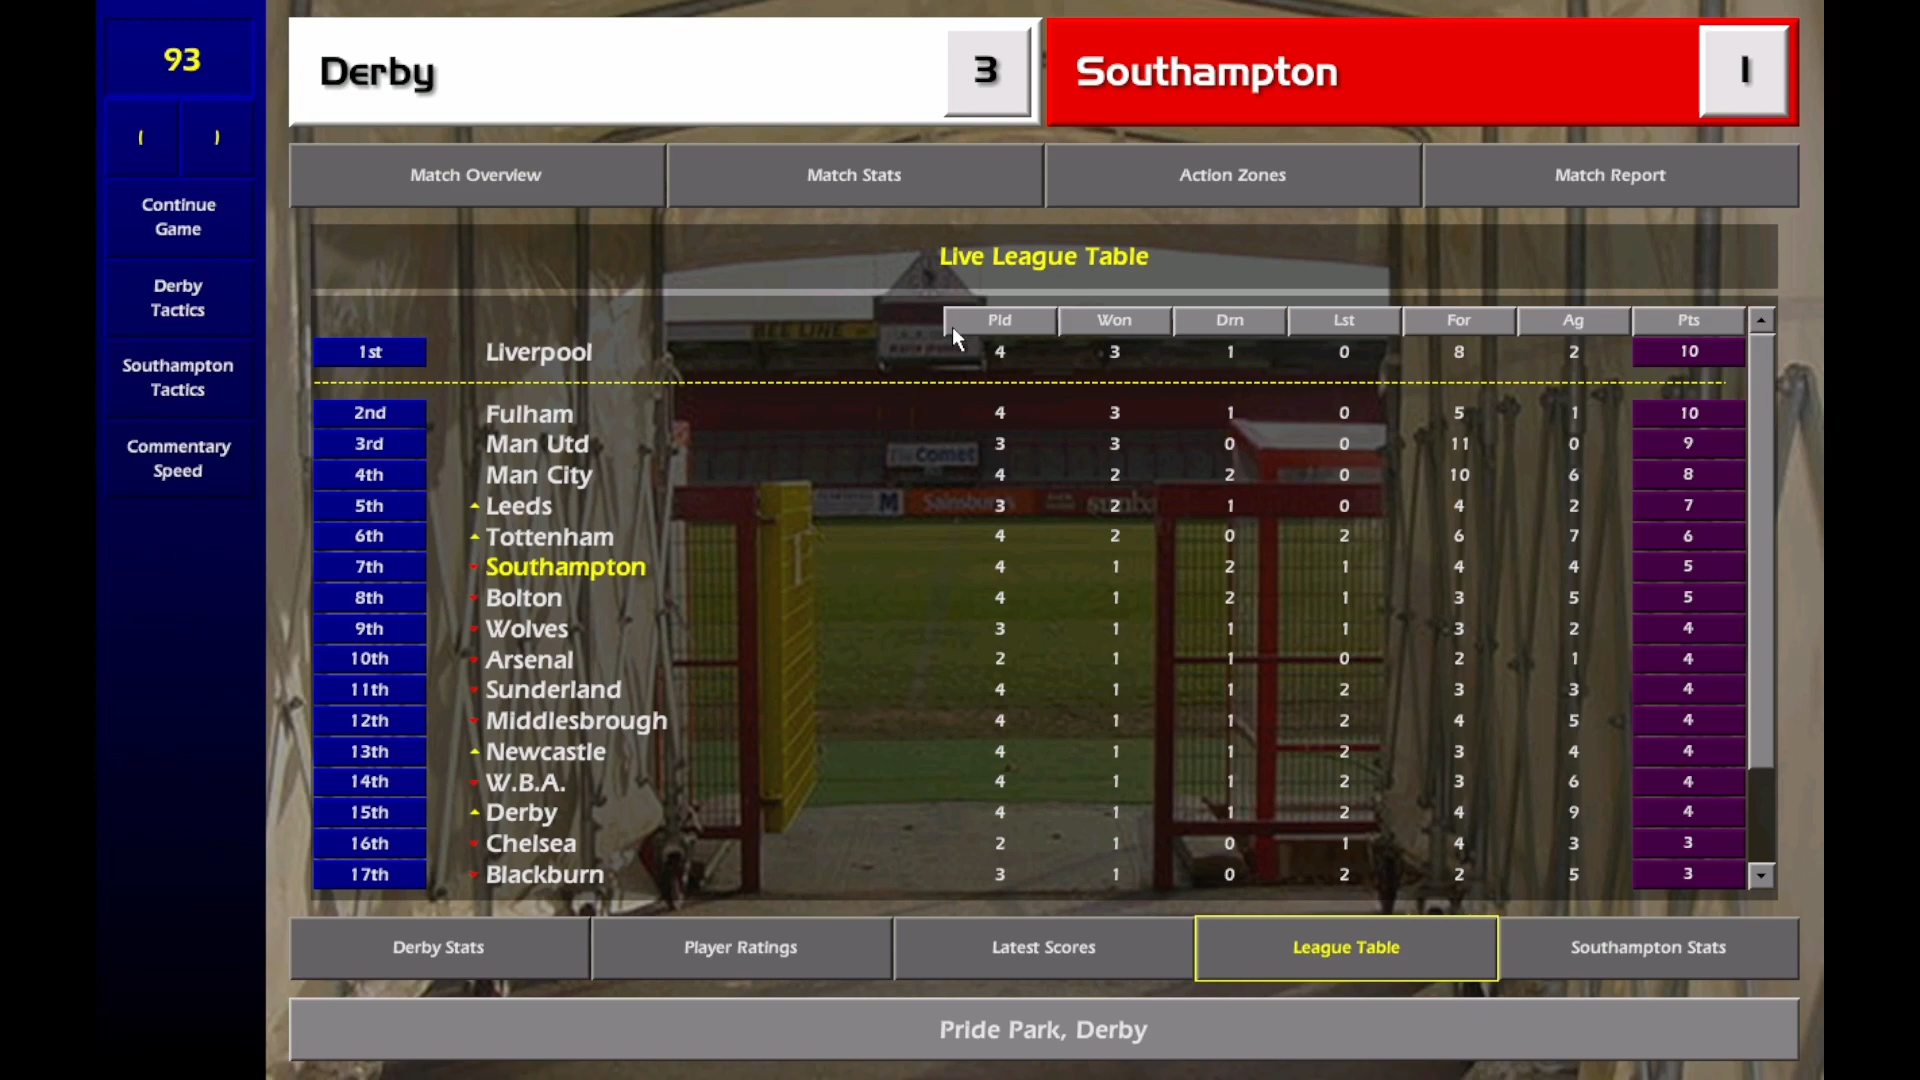 93
Derby 3 Southampton 1
( )
Continue
Game
Derby
Tactics
Southampton
Tactics
Commentary
Speed
Match Overview Match Stats Action Zones Match Report
Live League Table
Pld Won Drn Lst For Ag Pts
1st Liverpool 4 3 1 0 8 2 10
2nd Fulham 4 3 1 0 5 1 10
3rd Man Utd 3 3 0 0 11 0 9
4th Man City 4 2 2 0 10 6 8
5th Leeds 3 2 1 0 4 2 7
6th Tottenham 4 2 0 2 6 7 6
7th Southampton 4 1 2 1 4 4 5
8th Bolton 4 1 2 1 3 5 5
9th Wolves 3 1 1 1 3 2 4
10th Arsenal 2 1 1 0 2 1 4
11th Sunderland 4 1 1 2 3 3 4
12th Middlesbrough 4 1 1 2 4 5 4
13th Newcastle 4 1 1 2 3 4 4
14th W.B.A. 4 1 1 2 3 6 4
15th Derby 4 1 1 2 4 9 4
16th Chelsea 2 1 0 1 4 3 3
17th Blackburn 3 1 0 2 2 5 3
BEE LINE
Comet
Sainsbury
Derby Stats Player Ratings Latest Scores League Table Southampton Stats
Pride Park, Derby